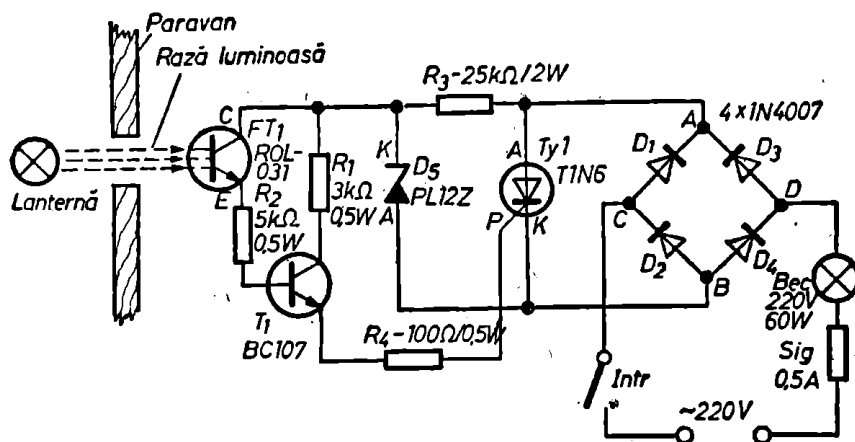 Paravan
Rază luminoasă
Lanternă
C
FT1
ROL-
031
E
R2
5kΩ
0,5W
R1
3kΩ
0,5W
T1
BC107
K
D5
PL12Z
A
R3-25kΩ/2W
R4-100Ω/0,5W
A
Ty1
T1N6
P
K
4x1N4007
A
D1
D3
C
D
D2
D4
B
Bec
220V
60W
Sig
0,5A
Intr
~220V